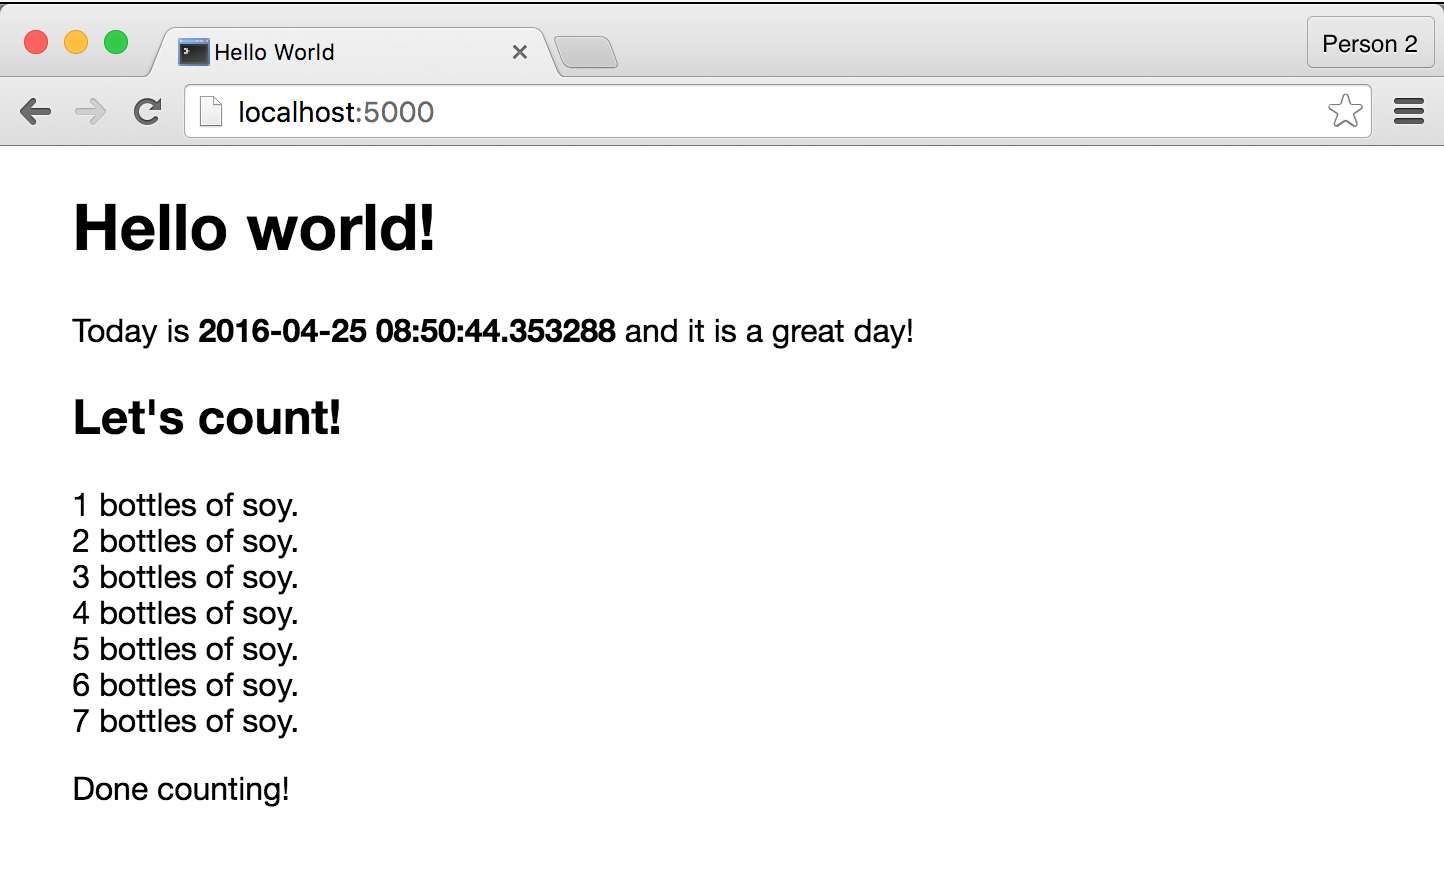 Hello World
Person 2
localhost:5000
Hello world!
Today is 2016-04-25 08:50:44.353288 and it is a great day!
Let's count!
1 bottles of soy.
2 bottles of soy.
3 bottles of soy.
4 bottles of soy.
5 bottles of soy.
6 bottles of soy.
7 bottles of soy.
Done counting!